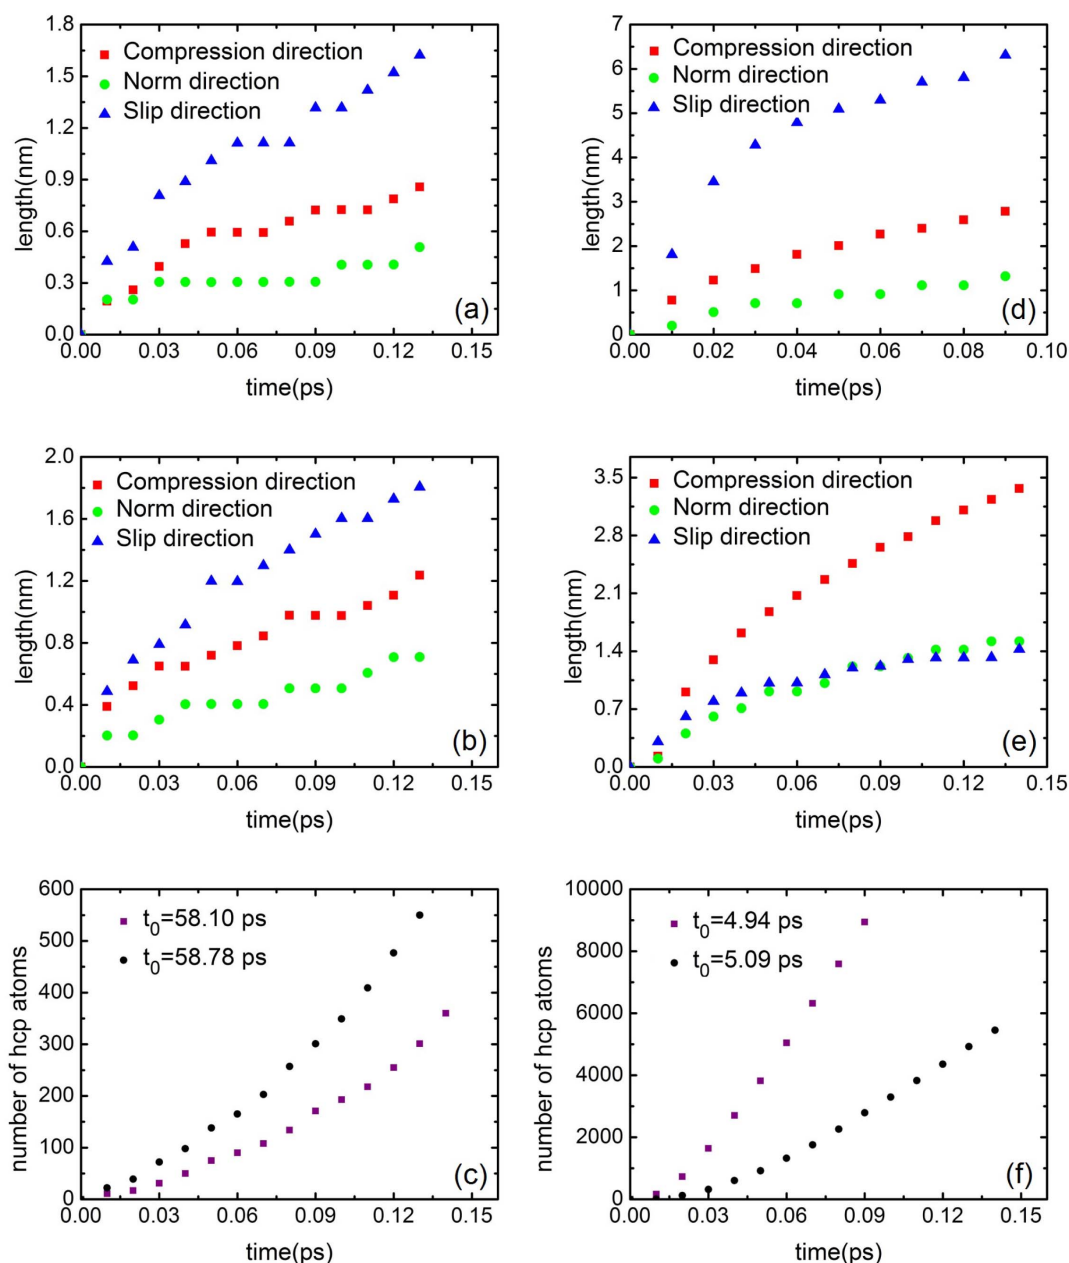 1.8
1.5
1.2
0.9
0.6
0.3
0.0
length(nm)
Compression direction
Norm direction
Slip direction
(a)
0.00 0.03 0.06 0.09 0.12 0.15
time(ps)
7
6
5
4
3
2
1
0
length(nm)
Compression direction
Norm direction
Slip direction
(d)
0.00 0.02 0.04 0.06 0.08 0.10
time(ps)
2.0
1.6
1.2
0.8
0.4
0.0
length(nm)
Compression direction
Norm direction
Slip direction
(b)
0.00 0.03 0.06 0.09 0.12 0.15
time(ps)
3.5
2.8
2.1
1.4
0.7
0.0
length(nm)
Compression direction
Norm direction
Slip direction
(e)
0.00 0.03 0.06 0.09 0.12 0.15
time(ps)
600
500
400
300
200
100
0
number of hcp atoms
t₀=58.10 ps
t₀=58.78 ps
(c)
0.00 0.03 0.06 0.09 0.12 0.15
time(ps)
10000
8000
6000
4000
2000
0
number of hcp atoms
t₀=4.94 ps
t₀=5.09 ps
(f)
0.00 0.03 0.06 0.09 0.12 0.15
time(ps)